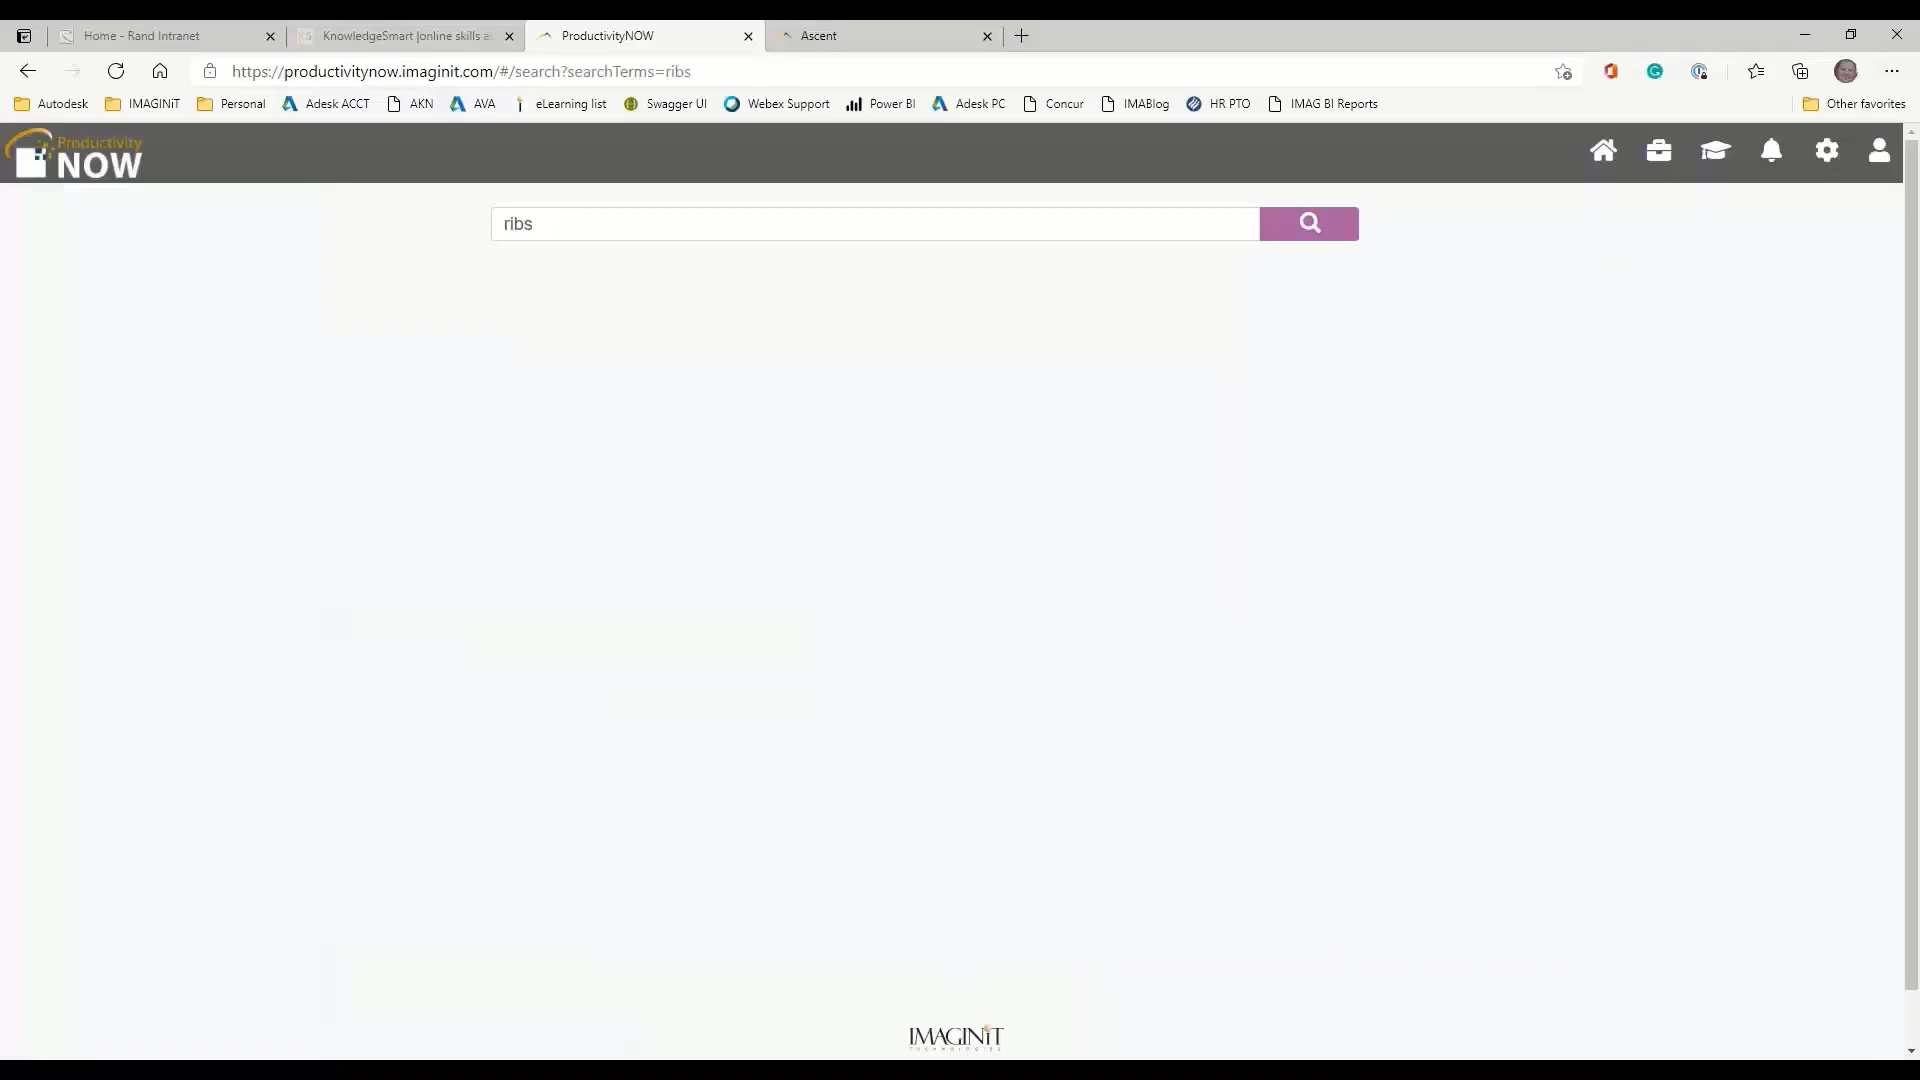 Home - Rand Intranet
KnowledgeSmart |online skills a
ProductivityNOW
Ascent
https://productivitynow.imaginit.com/#/search?searchTerms=ribs
Autodesk
IMAGINiT
Personal
Adesk ACCT
AKN
AVA
eLearning list
Swagger UI
Webex Support
Power BI
Adesk PC
Concur
IMABlog
HR PTO
IMAG BI Reports
Other favorites
Productivity
NOW
ribs
IMAGINiT
TECHNOLOGIES